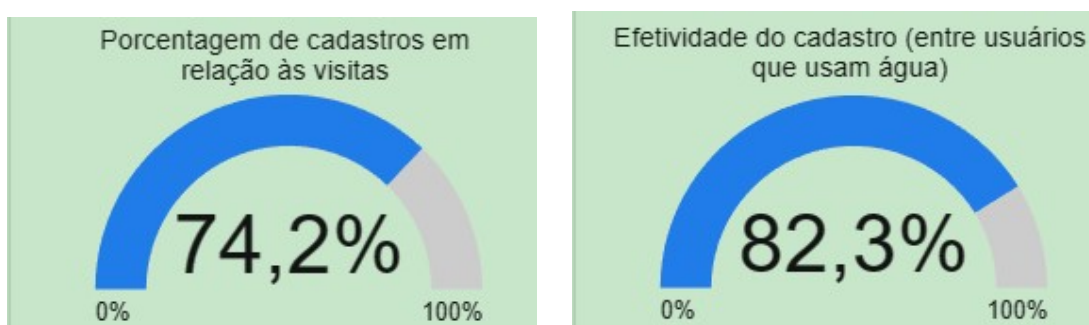 Porcentagem de cadastros em
relação às visitas
74,2%
0%
100%
Efetividade do cadastro (entre usuários
que usam água)
82,3%
0%
100%